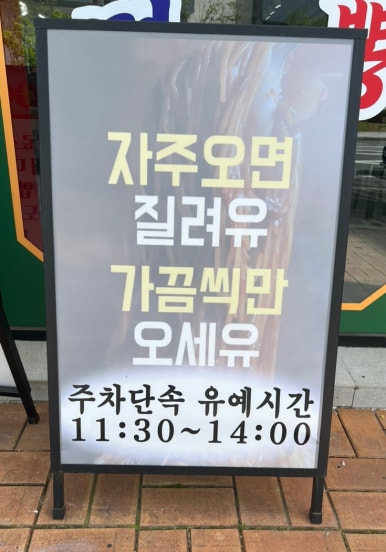 자주오면
질려유
가끔씩만
오세유
주차단속 유예시간
11:30~14:00